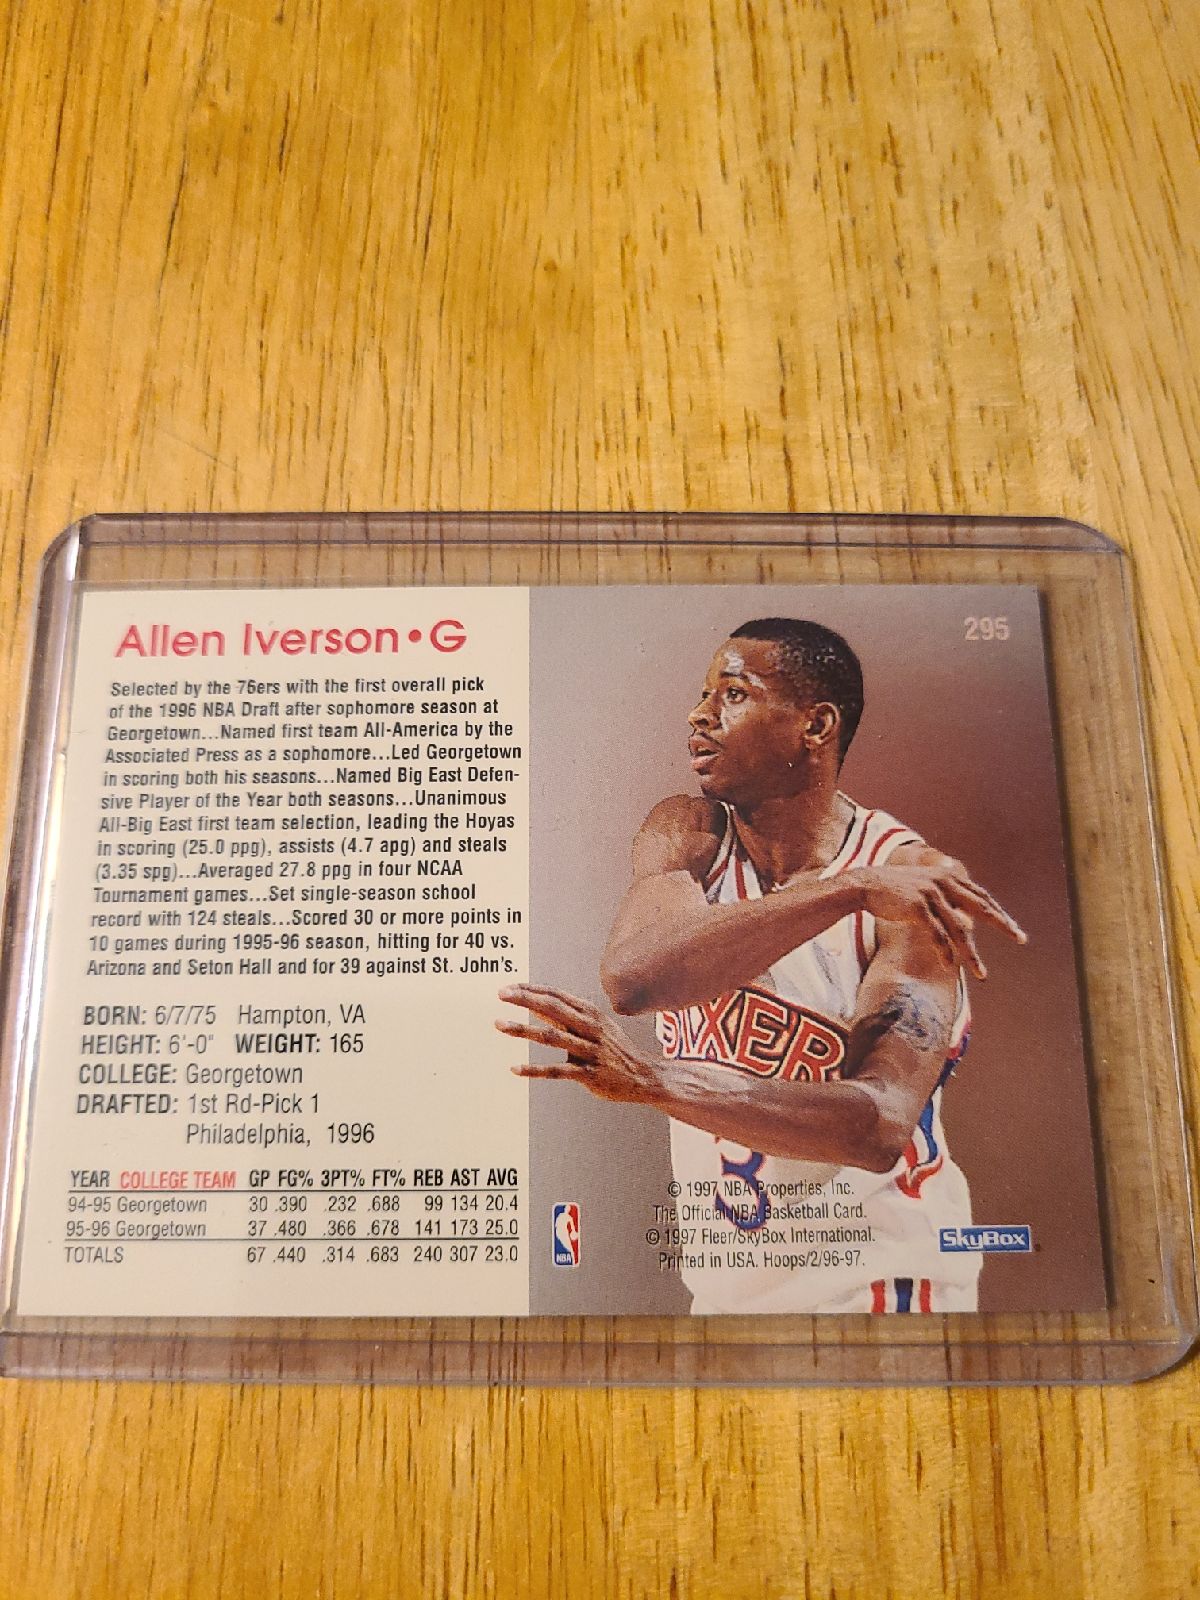 Allen Iverson • G
295
Selected by the 76ers with the first overall pick
of the 1996 NBA Draft after sophomore season at
Georgetown...Named first team All-America by the
Associated Press as a sophomore...Led Georgetown
in scoring both his seasons...Named Big East Defen-
sive Player of the Year both seasons...Unanimous
All-Big East first team selection, leading the Hoyas
in scoring (25.0 ppg), assists (4.7 apg) and steals
(3.35 spg)...Averaged 27.8 ppg in four NCAA
Tournament games...Set single-season school
record with 124 steals...Scored 30 or more points in
10 games during 1995-96 season, hitting for 40 vs.
Arizona and Seton Hall and for 39 against St. John's.
BORN: 6/7/75 Hampton, VA
HEIGHT: 6'-0" WEIGHT: 165
COLLEGE: Georgetown
DRAFTED: 1st Rd-Pick 1
Philadelphia, 1996
YEAR COLLEGE TEAM GP FG% 3PT% FT% REB AST AVG
94-95 Georgetown 30 .390 .232 .688 99 134 20.4
95-96 Georgetown 37 .480 .366 .678 141 173 25.0
TOTALS 67 .440 .314 .683 240 307 23.0
SIXERS
3
© 1997 NBA Properties, Inc.
The Official NBA Basketball Card.
© 1997 Fleer/SkyBox International.
Printed in USA. Hoops/2/96-97.
NBA
SkyBox